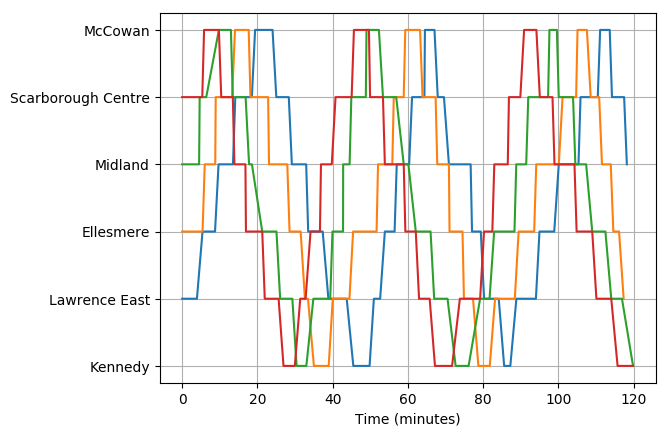 McCowan
Scarborough Centre
Midland
Ellesmere
Lawrence East
Kennedy
0 20 40 60 80 100 120
Time (minutes)